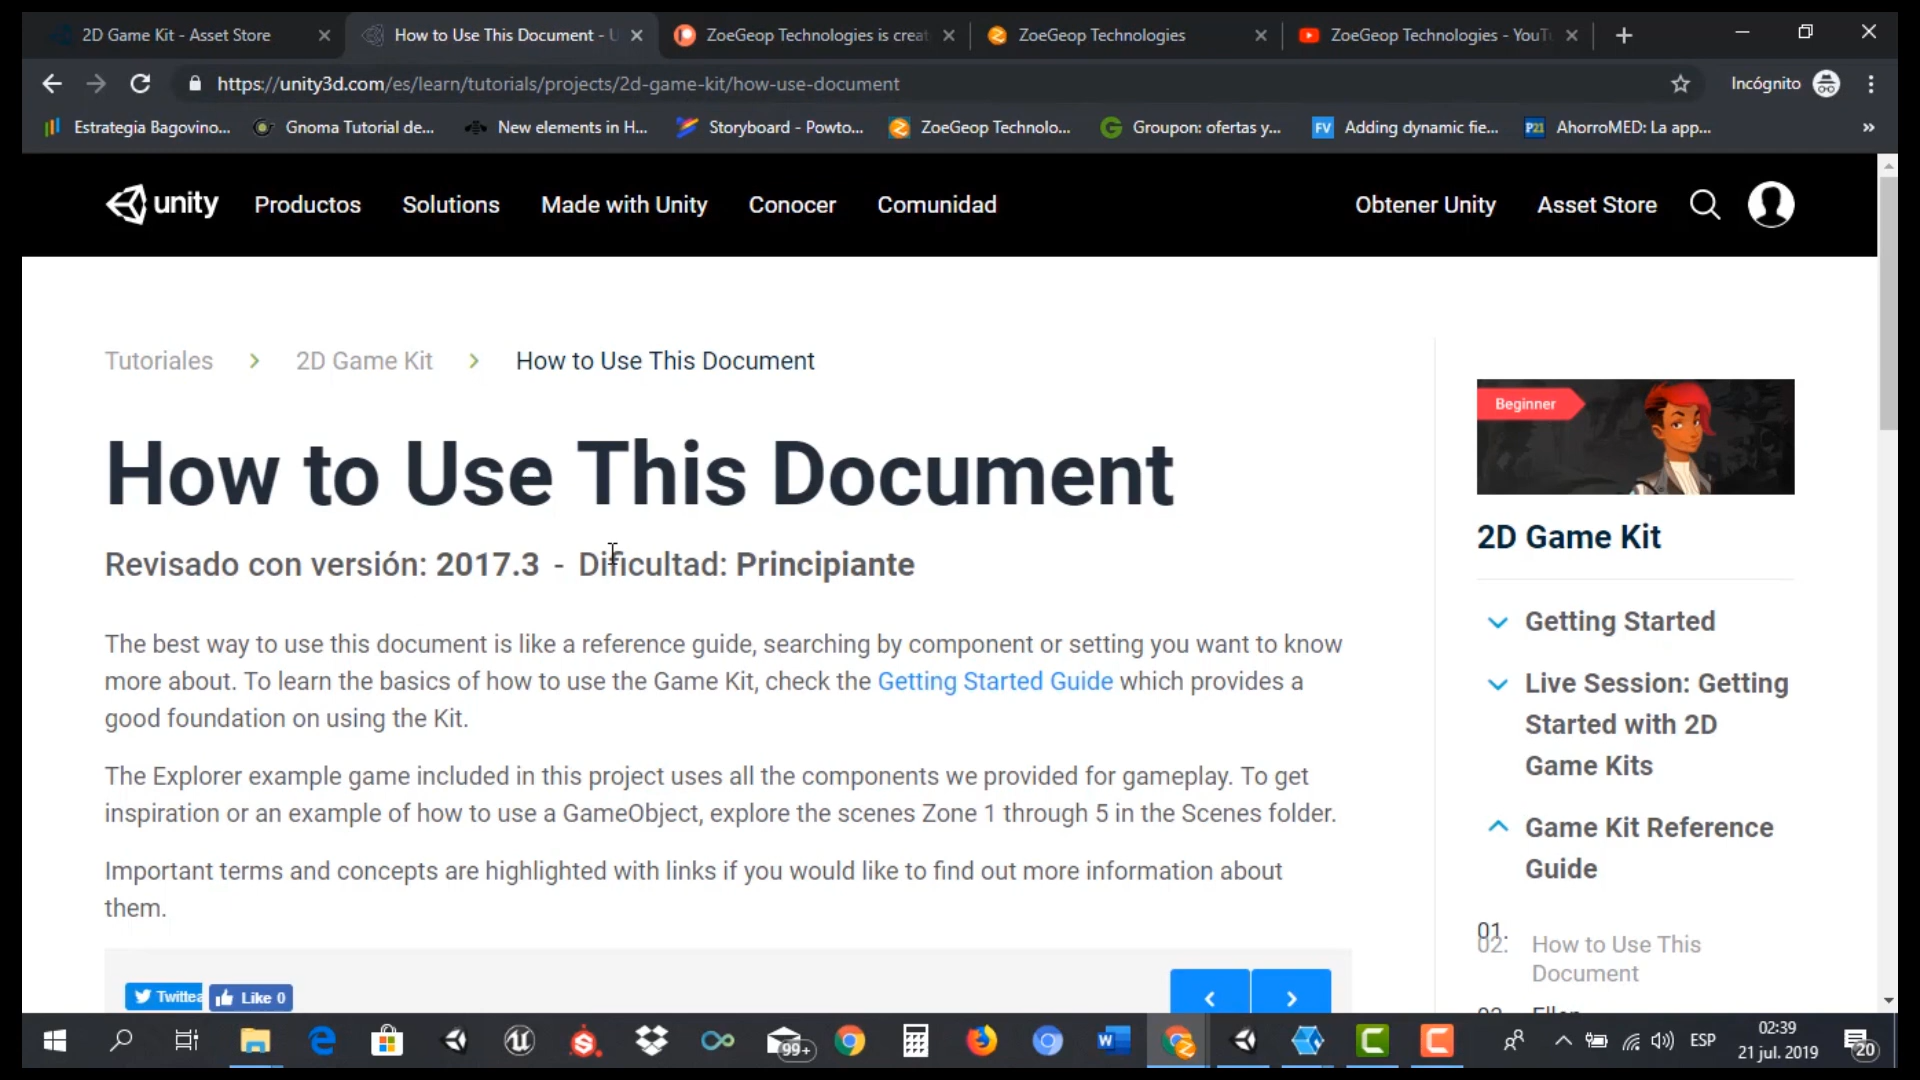 2D Game Kit - Asset Store
How to Use This Document - U
ZoeGeop Technologies is creat
ZoeGeop Technologies
ZoeGeop Technologies - YouTu
https://unity3d.com/es/learn/tutorials/projects/2d-game-kit/how-use-document
Incógnito
Estrategia Bagovino...
Gnoma Tutorial de...
New elements in H...
Storyboard - Powto...
ZoeGeop Technolo...
Groupon: ofertas y...
FV
Adding dynamic fie...
P21
AhorroMED: La app...
»
unity
Productos
Solutions
Made with Unity
Conocer
Comunidad
Obtener Unity
Asset Store
Tutoriales > 2D Game Kit > How to Use This Document
How to Use This Document
Revisado con versión: 2017.3 - Dificultad: Principiante
The best way to use this document is like a reference guide, searching by component or setting you want to know
more about. To learn the basics of how to use the Game Kit, check the Getting Started Guide which provides a
good foundation on using the Kit.
The Explorer example game included in this project uses all the components we provided for gameplay. To get
inspiration or an example of how to use a GameObject, explore the scenes Zone 1 through 5 in the Scenes folder.
Important terms and concepts are highlighted with links if you would like to find out more information about
them.
Twittea
Like 0
Beginner
2D Game Kit
Getting Started
Live Session: Getting
Started with 2D
Game Kits
Game Kit Reference
Guide
01.
02. How to Use This
Document
03. Ellen
99+
ESP
02:39
21 jul. 2019
20